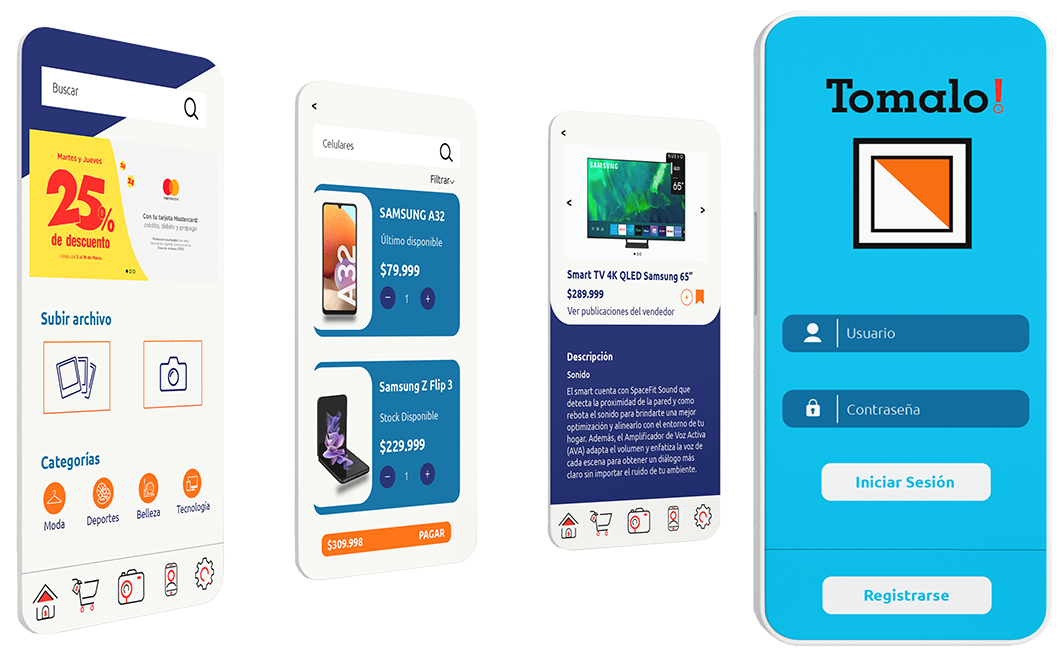 Buscar
Martes y Jueves
25%
de descuento
Con tu tarjeta Mastercard:
crédito, débito y prepago
Subir archivo
Categorías
Moda
Deportes
Belleza
Tecnología
<
Celulares
Filtrar
SAMSUNG A32
Último disponible
$79.999
− 1 +
A32
Samsung Z Flip 3
Stock Disponible
$229.999
− 1 +
$309.998 PAGAR
<
SAMSUNG
NUEVO
65"
< >
Smart TV 4K QLED Samsung 65”
$289.999
Ver publicaciones del vendedor
Descripción
Sonido
El smart cuenta con SpaceFit Sound que
detecta la proximidad de la pared y como
rebota el sonido para brindarte una mejor
optimización y alinearlo con el entorno de tu
hogar. Además, el Amplificador de Voz Activa
(AVA) adapta el volumen y enfatiza la voz de
cada escena para obtener un diálogo más
claro sin importar el ruido de tu ambiente.
Tomalo!
Usuario
Contraseña
Iniciar Sesión
Registrarse